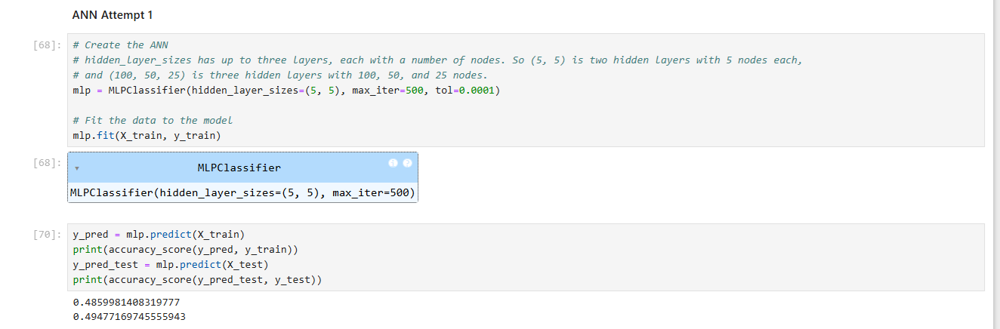 ANN Attempt 1
[68]:
# Create the ANN
# hidden_layer_sizes has up to three layers, each with a number of nodes. So (5, 5) is two hidden layers with 5 nodes each,
# and (100, 50, 25) is three hidden layers with 100, 50, and 25 nodes.
mlp = MLPClassifier(hidden_layer_sizes=(5, 5), max_iter=500, tol=0.0001)
# Fit the data to the model
mlp.fit(X_train, y_train)
[68]:
▾ MLPClassifier i ?
MLPClassifier(hidden_layer_sizes=(5, 5), max_iter=500)
[70]:
y_pred = mlp.predict(X_train)
print(accuracy_score(y_pred, y_train))
y_pred_test = mlp.predict(X_test)
print(accuracy_score(y_pred_test, y_test))
0.4859981408319777
0.49477169745555943